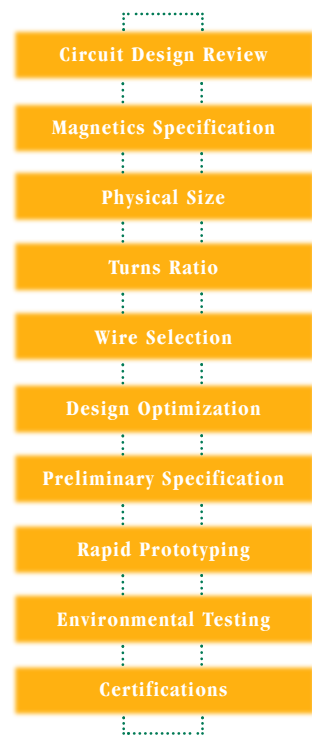 Circuit Design Review
Magnetics Specification
Physical Size
Turns Ratio
Wire Selection
Design Optimization
Preliminary Specification
Rapid Prototyping
Environmental Testing
Certifications